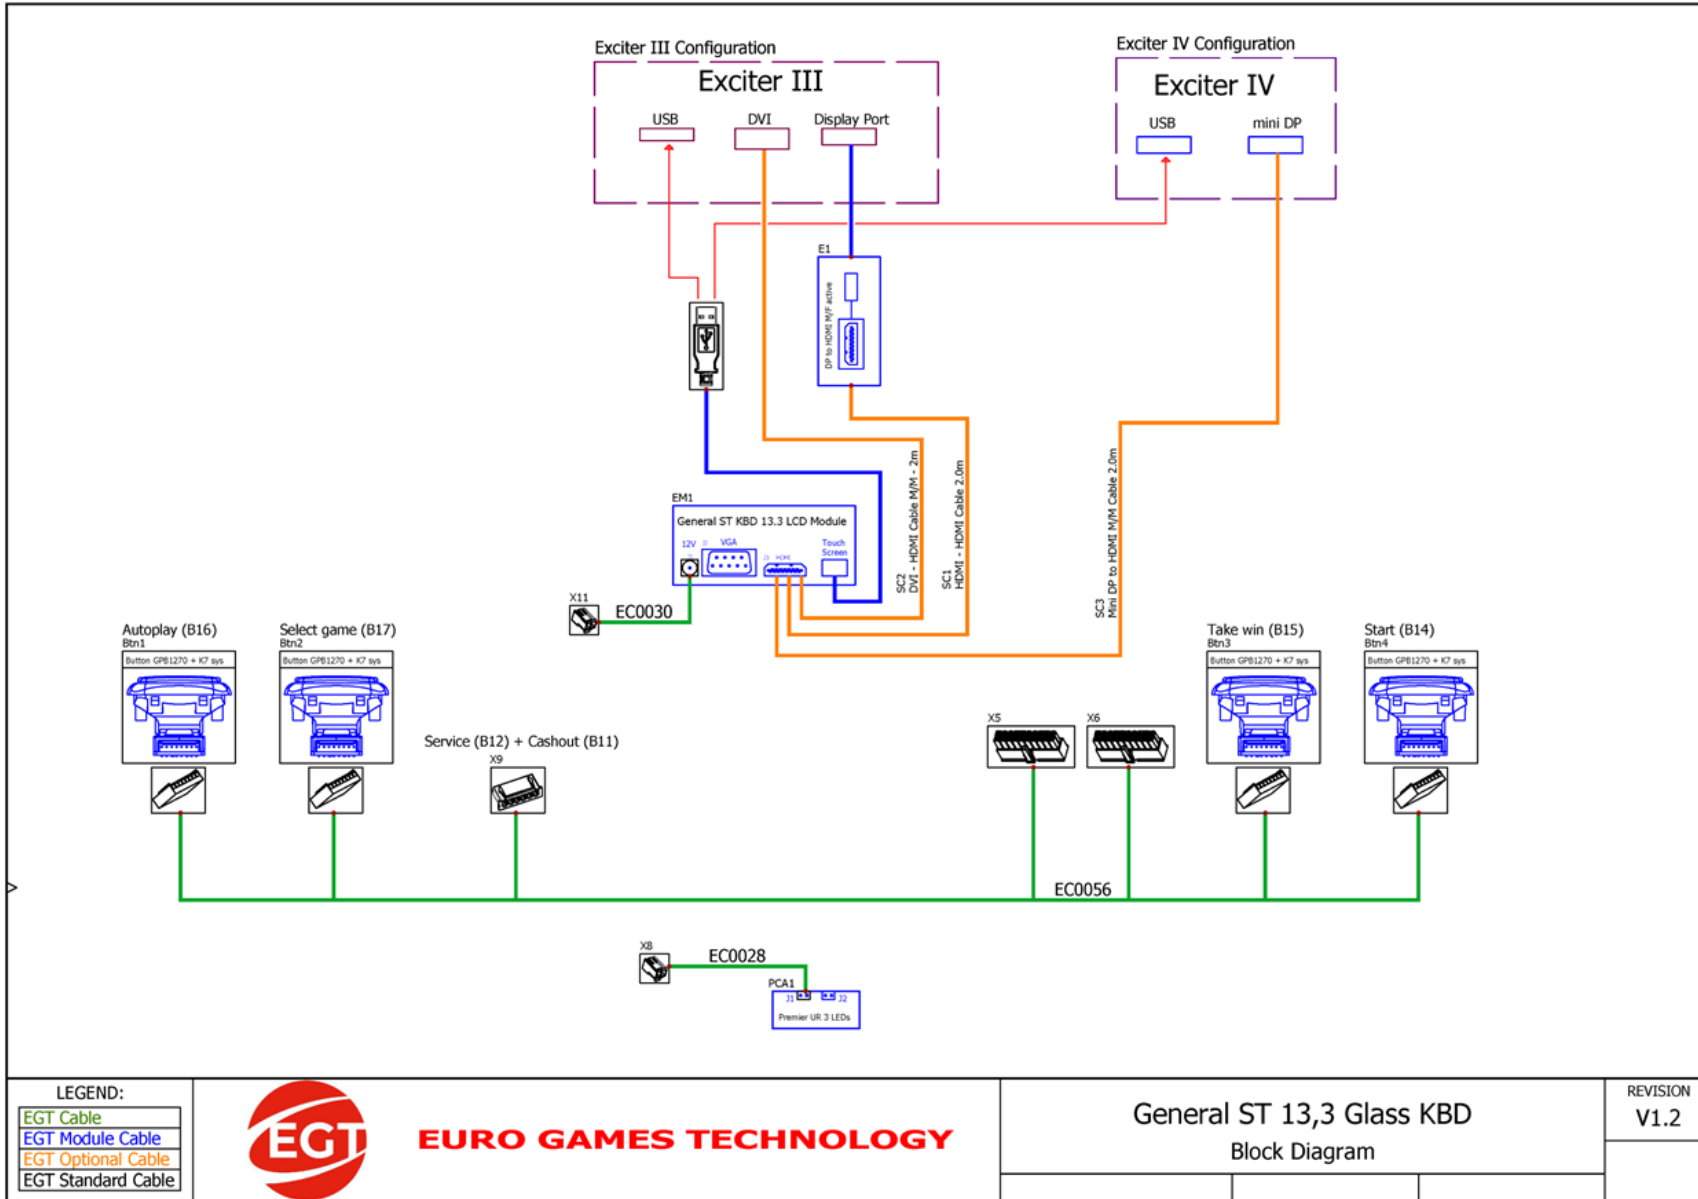 Exciter III Configuration
Exciter III
USB
DVI
Display Port
Exciter IV Configuration
Exciter IV
USB
mini DP
E1
DP to HDMI M/F active
SC2
DVI - HDMI Cable M/M - 2m
SC1
HDMI - HDMI Cable 2.0m
SC3
Mini DP to HDMI M/M Cable 2.0m
EM1
General ST KBD 13.3 LCD Module
12V
VGA
HDMI
Touch
Screen
X11
EC0030
Autoplay (B16)
Btn1
Button GPB1270 + K7 sys
Select game (B17)
Btn2
Button GPB1270 + K7 sys
Service (B12) + Cashout (B11)
X9
X5
X6
Take win (B15)
Btn3
Button GPB1270 + K7 sys
Start (B14)
Btn4
Button GPB1270 + K7 sys
EC0056
X8
EC0028
PCA1
J1
J2
Premier UR 3 LEDs
LEGEND:
EGT Cable
EGT Module Cable
EGT Optional Cable
EGT Standard Cable
EGT
EURO GAMES TECHNOLOGY
General ST 13,3 Glass KBD
Block Diagram
REVISION
V1.2